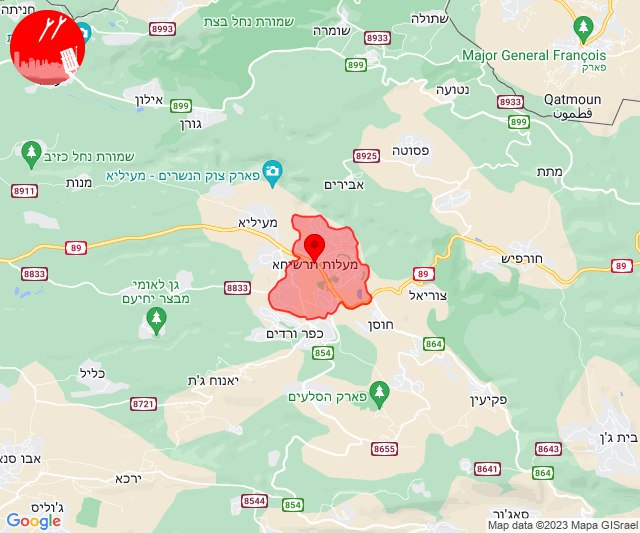 חניתה
שמורת נחל בצת
8993
8933
שתולה
שומרה
Major General François
פארק
899
אילון
גורן
899
נטועה
8933
899
Qatmoun
قطمون
שמורת נחל כזיב
8911
מנות
פארק צוק הנשרים - מעיליא
8925
פסוטה
אבירים
מתת
מעיליא
89
89
8833
8833
מעלות תרשיחא
חורפיש
89
צוריאל
גן לאומי
מבצר יחיעם
חוסן
כפר ורדים
864
854
כליל
יאנוח ג'ת
8721
פארק הסלעים
פקיעין
8655
בית ג'ן
8643
8641
864
אבו סנא
ירכא
ג'וליס
8544
854
סאג'ור
Google
Map data ©2023 Mapa GISrael